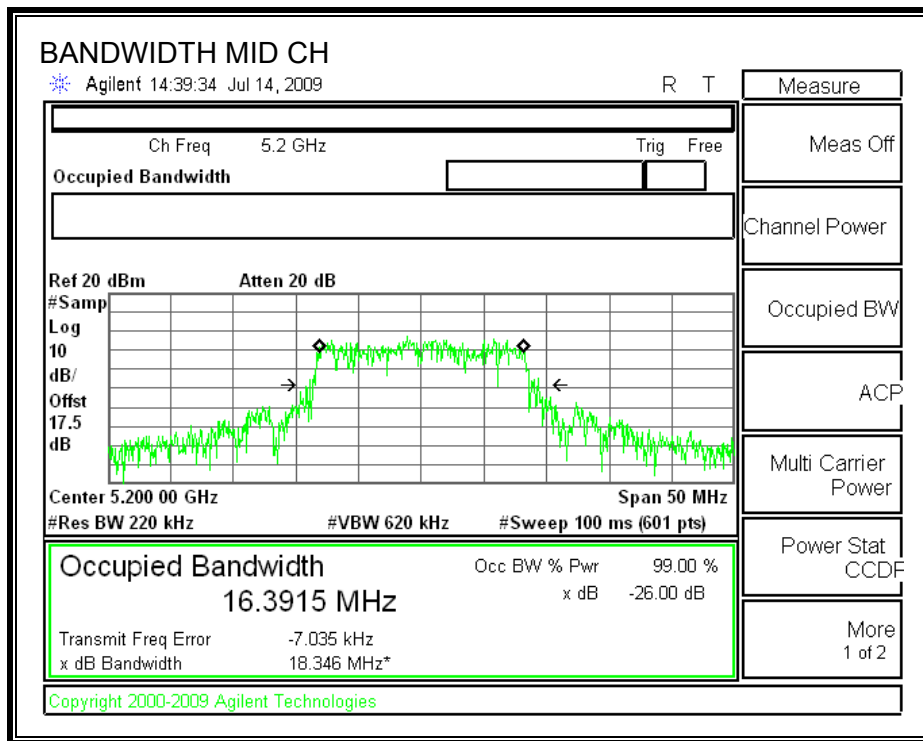 BANDWIDTH MID CH
Agilent 14:39:34 Jul 14, 2009
R T
Measure
Ch Freq 5.2 GHz
Trig Free
Meas Off
Occupied Bandwidth
Channel Power
Ref 20 dBm
Atten 20 dB
#Samp
Log
10
dB/
Offst
17.5
dB
Occupied BW
ACP
Center 5.200 00 GHz
Span 50 MHz
#Res BW 220 kHz
#VBW 620 kHz
#Sweep 100 ms (601 pts)
Multi Carrier
Power
Occupied Bandwidth
16.3915 MHz
Occ BW % Pwr 99.00 %
x dB -26.00 dB
Transmit Freq Error -7.035 kHz
x dB Bandwidth 18.346 MHz*
Power Stat
CCDF
More
1 of 2
Copyright 2000-2009 Agilent Technologies